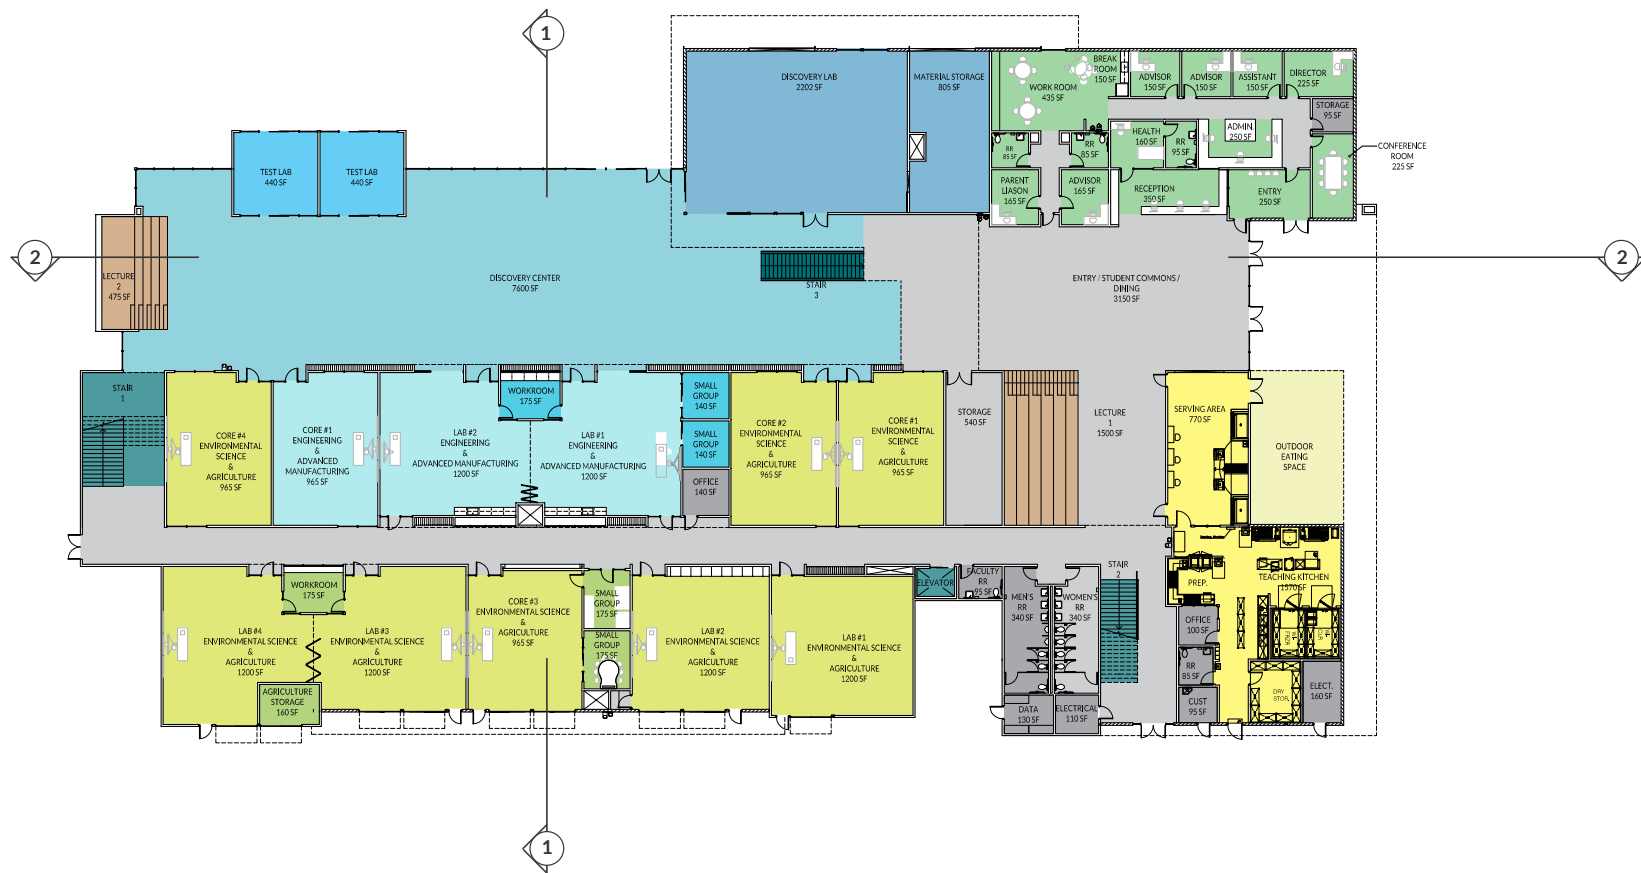 1
DISCOVERY LAB
2202 SF
MATERIAL STORAGE
805 SF
BREAK
ROOM
150 SF
WORK ROOM
435 SF
ADVISOR
150 SF
ADVISOR
150 SF
ASSISTANT
150 SF
DIRECTOR
225 SF
STORAGE
95 SF
ADMIN.
250 SF
HEALTH
160 SF
RR
95 SF
RR
85 SF
RR
85 SF
CONFERENCE
ROOM
225 SF
PARENT
LIASON
165 SF
ADVISOR
165 SF
RECEPTION
350 SF
ENTRY
250 SF
TEST LAB
440 SF
TEST LAB
440 SF
2
LECTURE
2
475 SF
DISCOVERY CENTER
7600 SF
STAIR
3
ENTRY / STUDENT COMMONS /
DINING
3150 SF
2
STAIR
1
CORE #4
ENVIRONMENTAL
SCIENCE
&
AGRICULTURE
965 SF
CORE #1
ENGINEERING
&
ADVANCED
MANUFACTURING
965 SF
LAB #2
ENGINEERING
&
ADVANCED MANUFACTURING
1200 SF
WORKROOM
175 SF
LAB #1
ENGINEERING
&
ADVANCED MANUFACTURING
1200 SF
SMALL
GROUP
140 SF
SMALL
GROUP
140 SF
OFFICE
140 SF
CORE #2
ENVIRONMENTAL
SCIENCE
&
AGRICULTURE
965 SF
CORE #1
ENVIRONMENTAL
SCIENCE
&
AGRICULTURE
965 SF
STORAGE
540 SF
LECTURE
1
1500 SF
SERVING AREA
770 SF
OUTDOOR
EATING
SPACE
WORKROOM
175 SF
LAB #4
ENVIRONMENTAL SCIENCE
&
AGRICULTURE
1200 SF
LAB #3
ENVIRONMENTAL SCIENCE
&
AGRICULTURE
1200 SF
AGRICULTURE
STORAGE
160 SF
CORE #3
ENVIRONMENTAL SCIENCE
&
AGRICULTURE
965 SF
SMALL
GROUP
175 SF
SMALL
GROUP
175 SF
LAB #2
ENVIRONMENTAL SCIENCE
&
AGRICULTURE
1200 SF
LAB #1
ENVIRONMENTAL SCIENCE
&
AGRICULTURE
1200 SF
ELEVATOR
FACULTY
RR
95 SF
MEN'S
RR
340 SF
WOMEN'S
RR
340 SF
STAIR
2
DATA
130 SF
ELECTRICAL
110 SF
PREP.
TEACHING KITCHEN
1370 SF
OFFICE
100 SF
RR
85 SF
CUST
95 SF
DRY
STOR.
ELECT.
160 SF
1